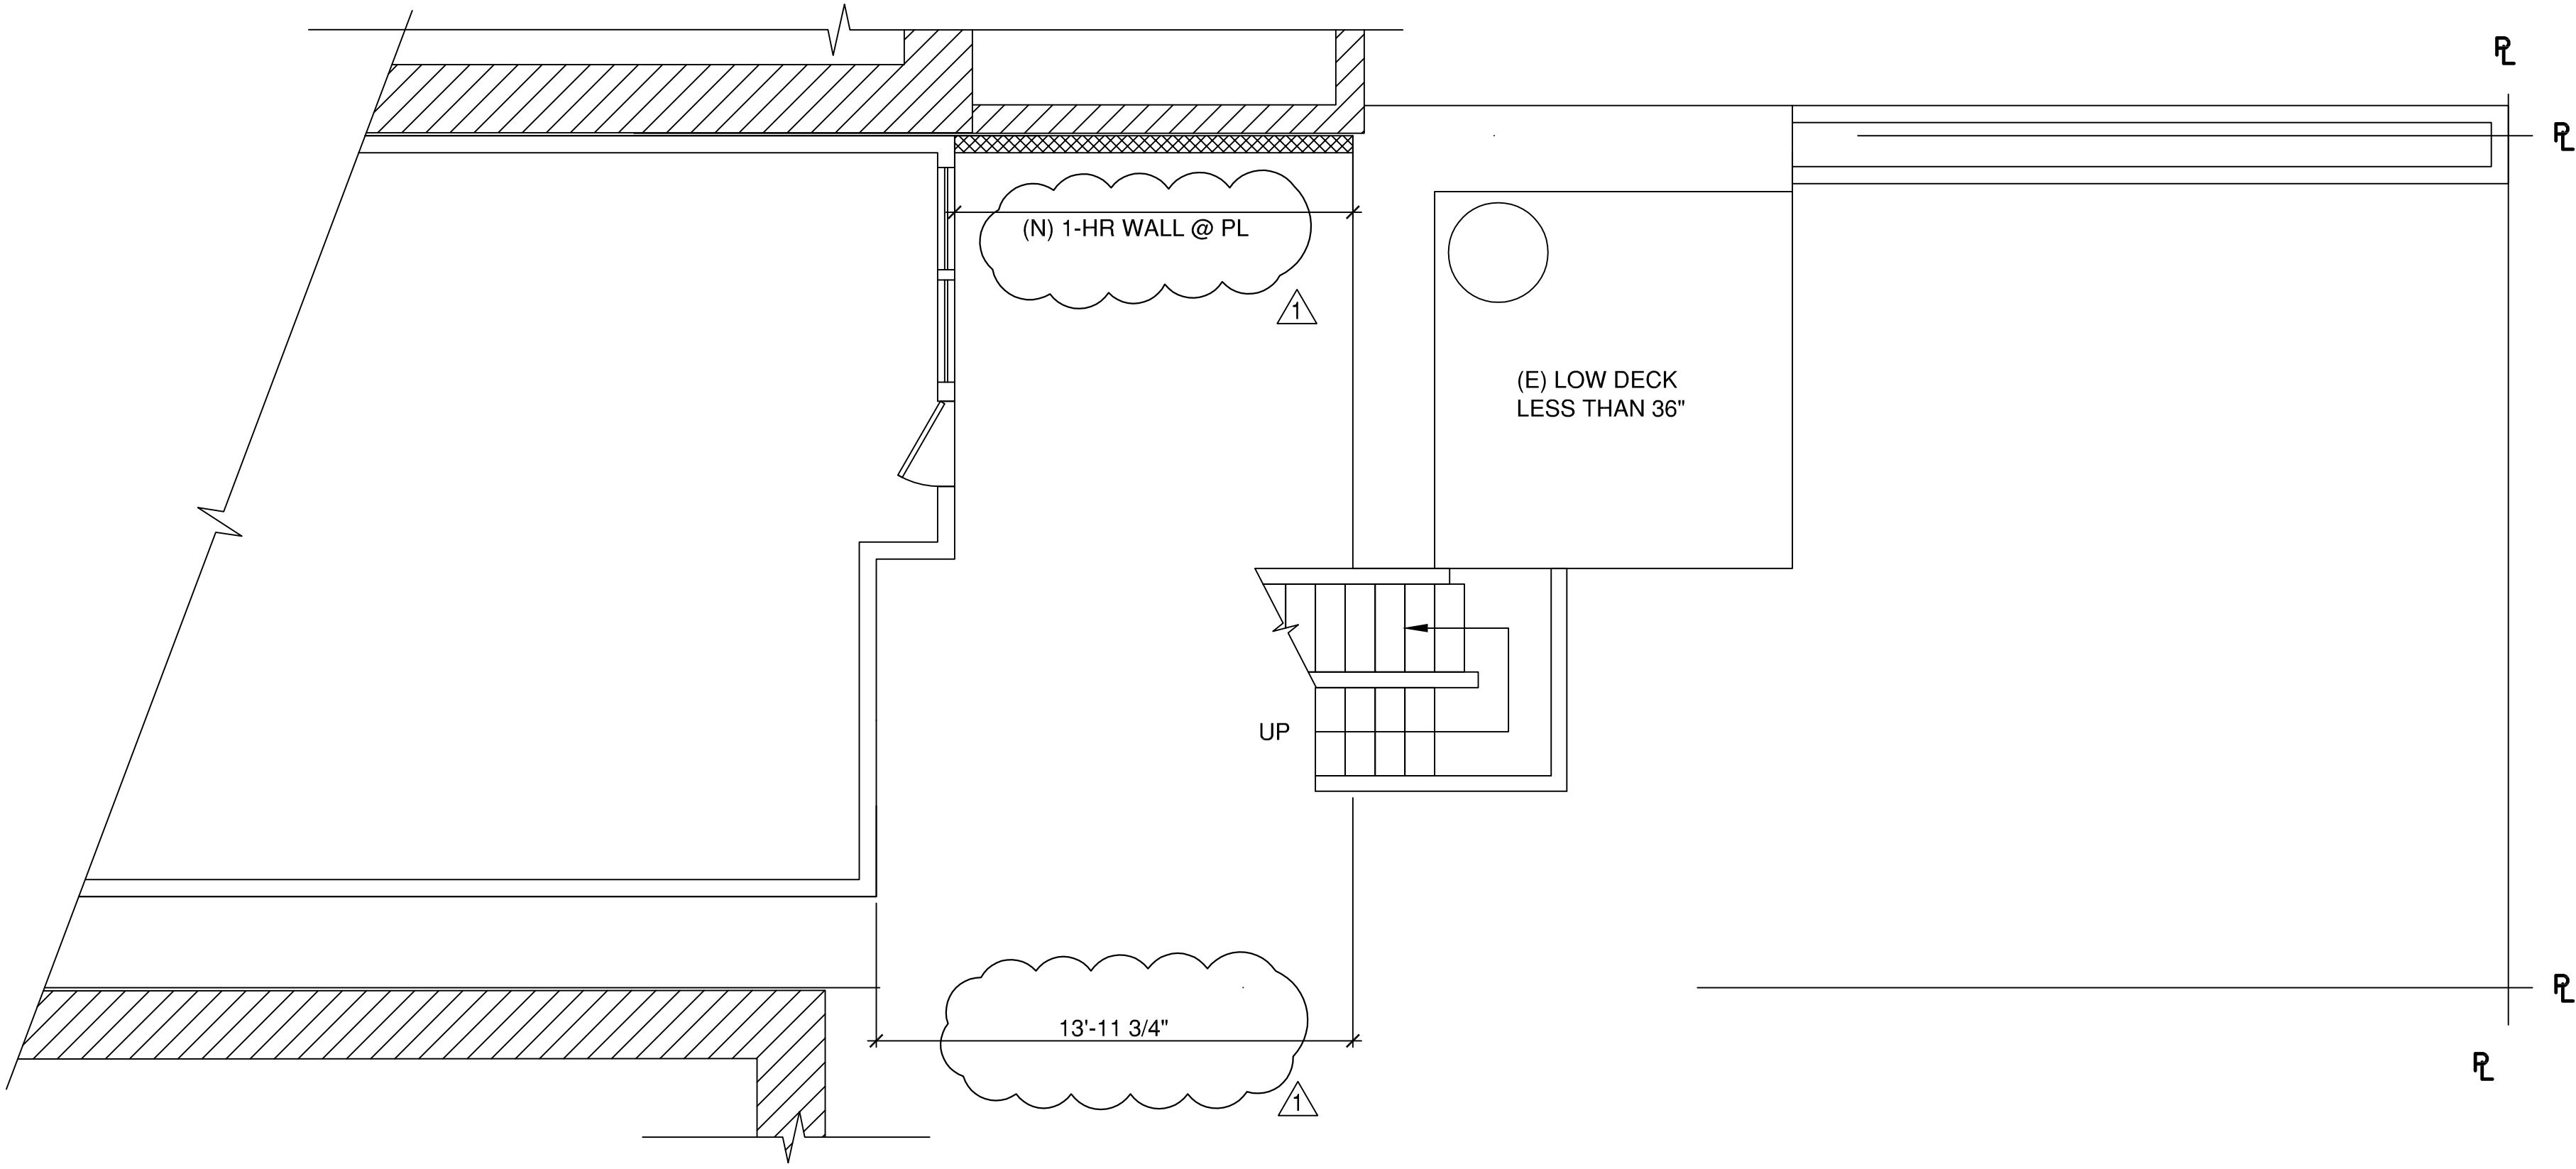 PL
PL
(N) 1-HR WALL @ PL
1
(E) LOW DECK
LESS THAN 36"
UP
PL
13'-11 3/4"
PL
1